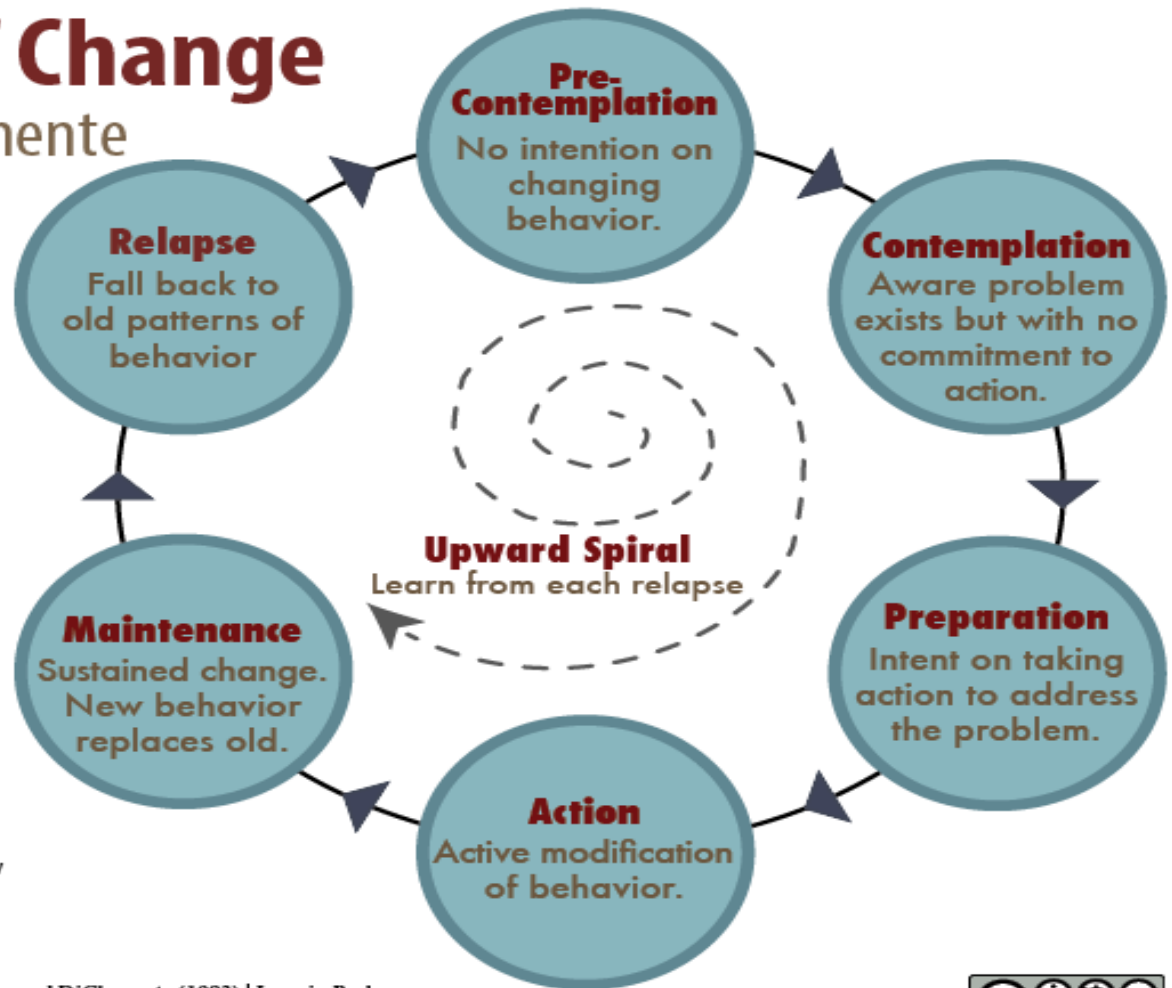 Change
nente
Pre-
Contemplation
No intention on
changing
behavior.
Contemplation
Aware problem
exists but with no
commitment to
action.
Preparation
Intent on taking
action to address
the problem.
Action
Active modification
of behavior.
Maintenance
Sustained change.
New behavior
replaces old.
Relapse
Fall back to
old patterns of
behavior
Upward Spiral
Learn from each relapse